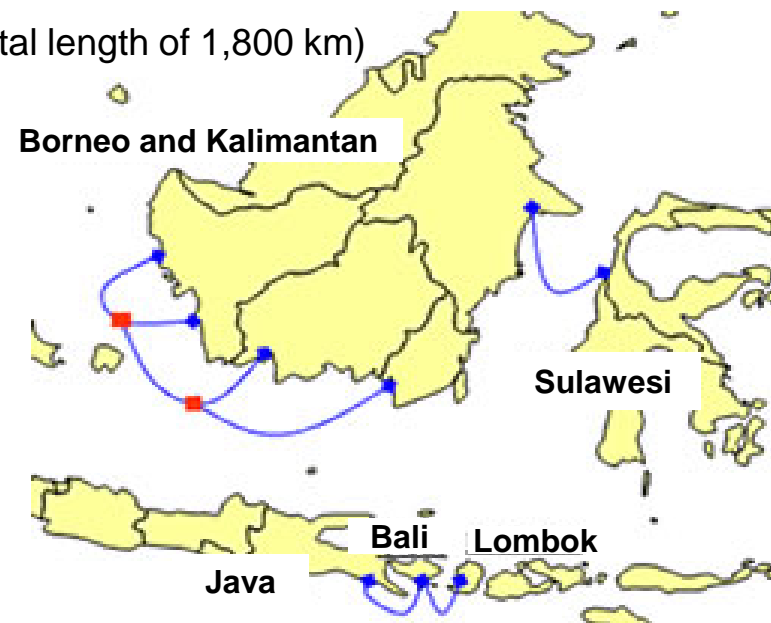 tal length of 1,800 km)
Borneo and Kalimantan
Sulawesi
Bali
Lombok
Java